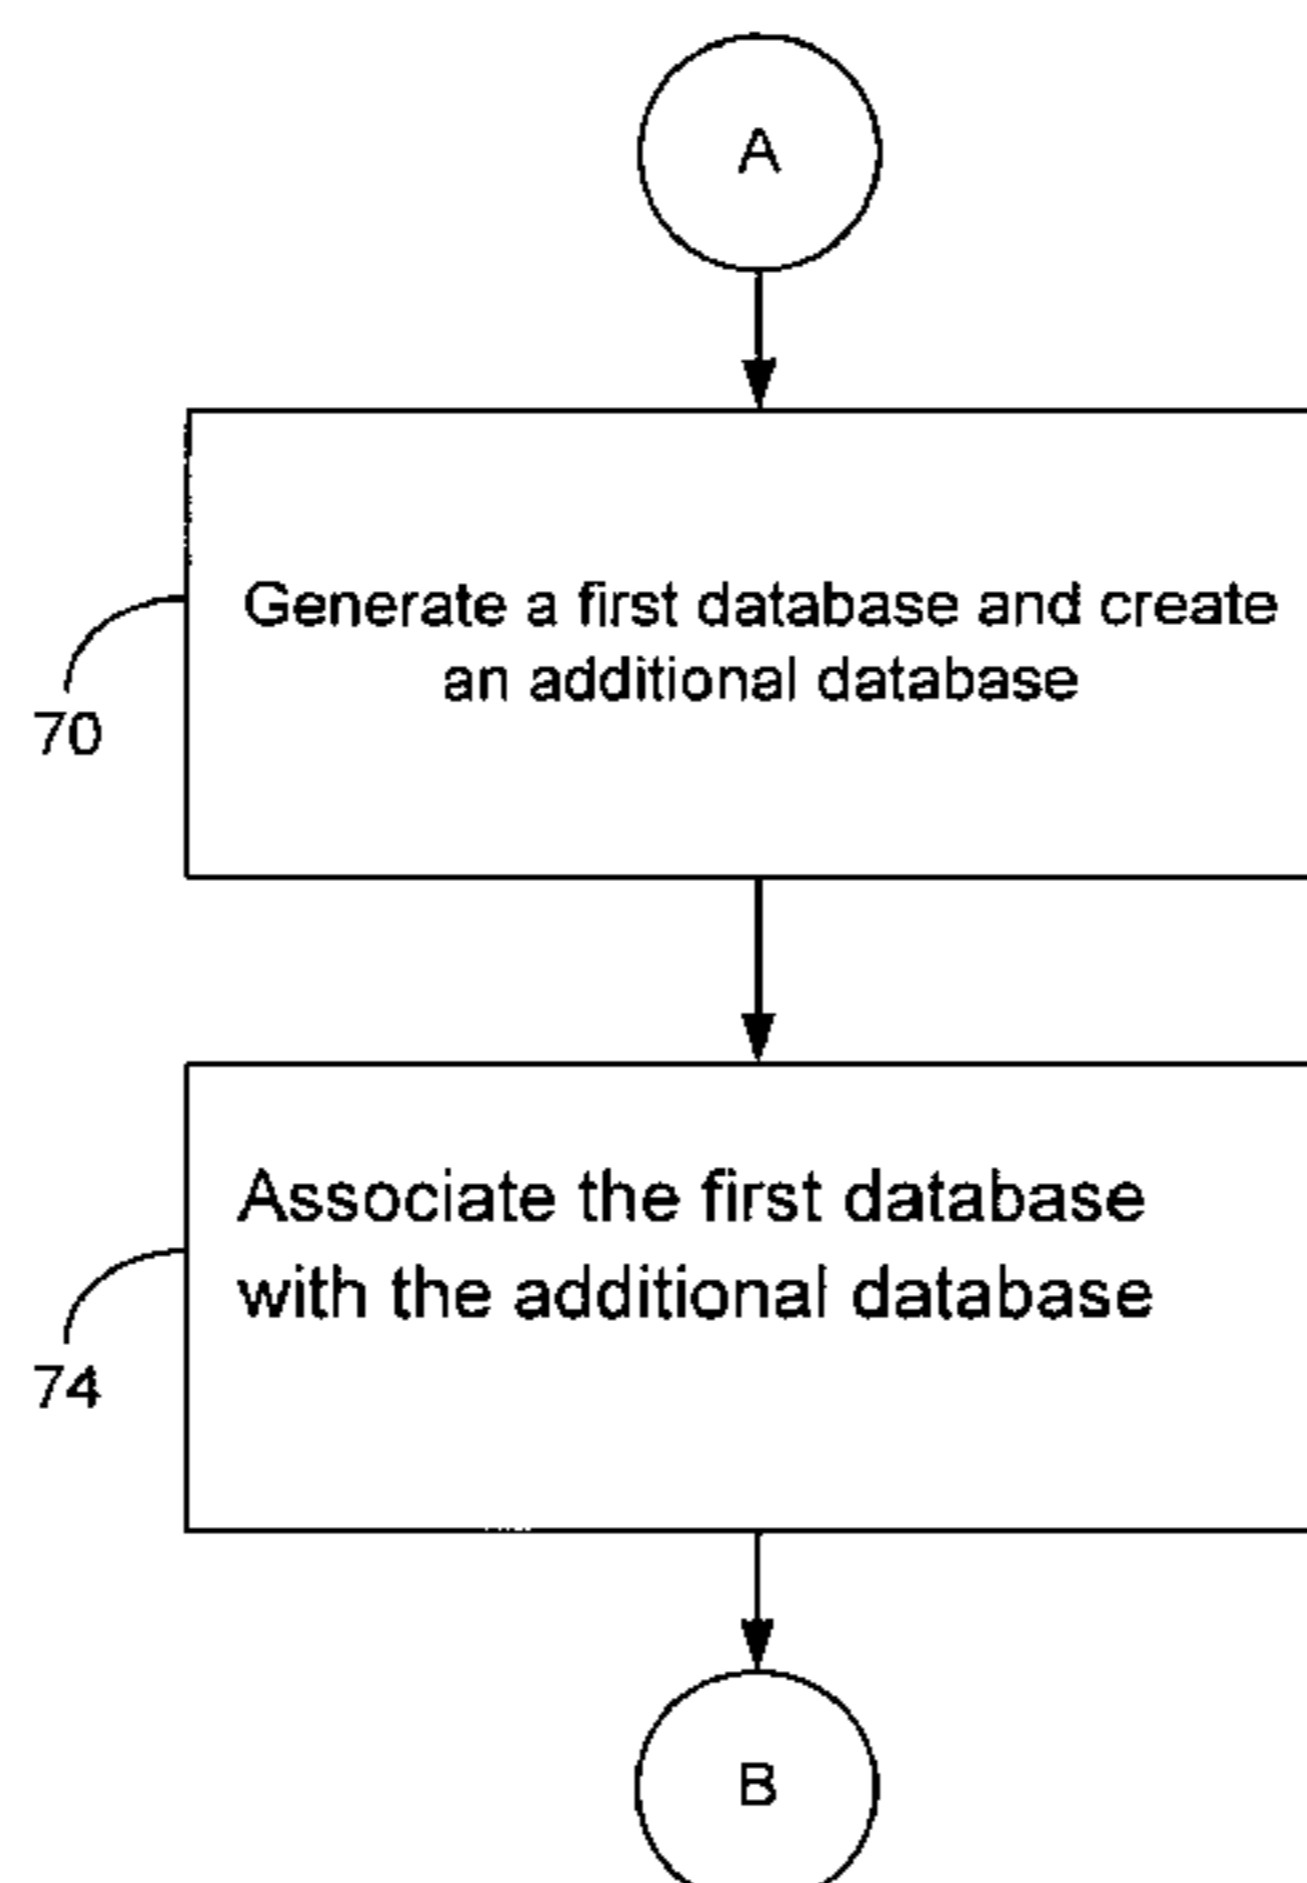 A
Generate a first database and create
an additional database
70
Associate the first database
with the additional database
74
B